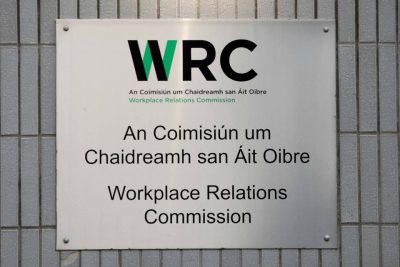 WRC
An Coimisiún um Chaidreamh san Áit Oibre
Workplace Relations Commission
An Coimisiún um
Chaidreamh san Áit Oibre
Workplace Relations
Commission